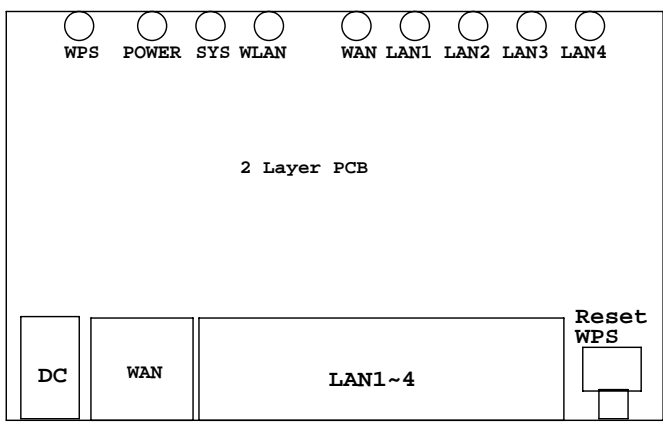 WPS POWER SYS WLAN WAN LAN1 LAN2 LAN3 LAN4
2 Layer PCB
Reset
WPS
DC WAN LAN1~4